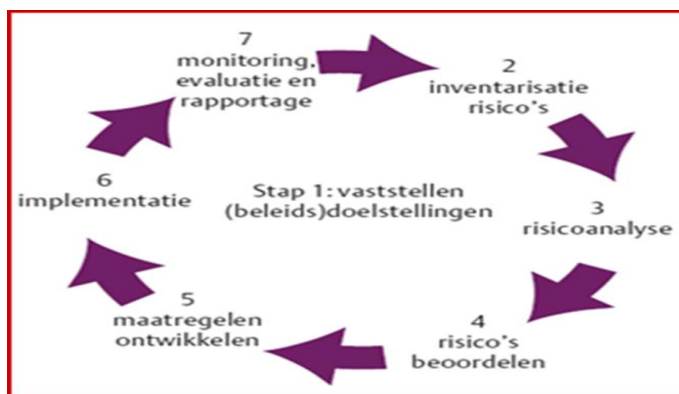 7
monitoring,
evaluatie en
rapportage
2
inventarisatie
risico's
6
implementatie
Stap 1: vaststellen
(beleids)doelstellingen
3
risicoanalyse
5
maatregelen
ontwikkelen
4
risico's
beoordelen